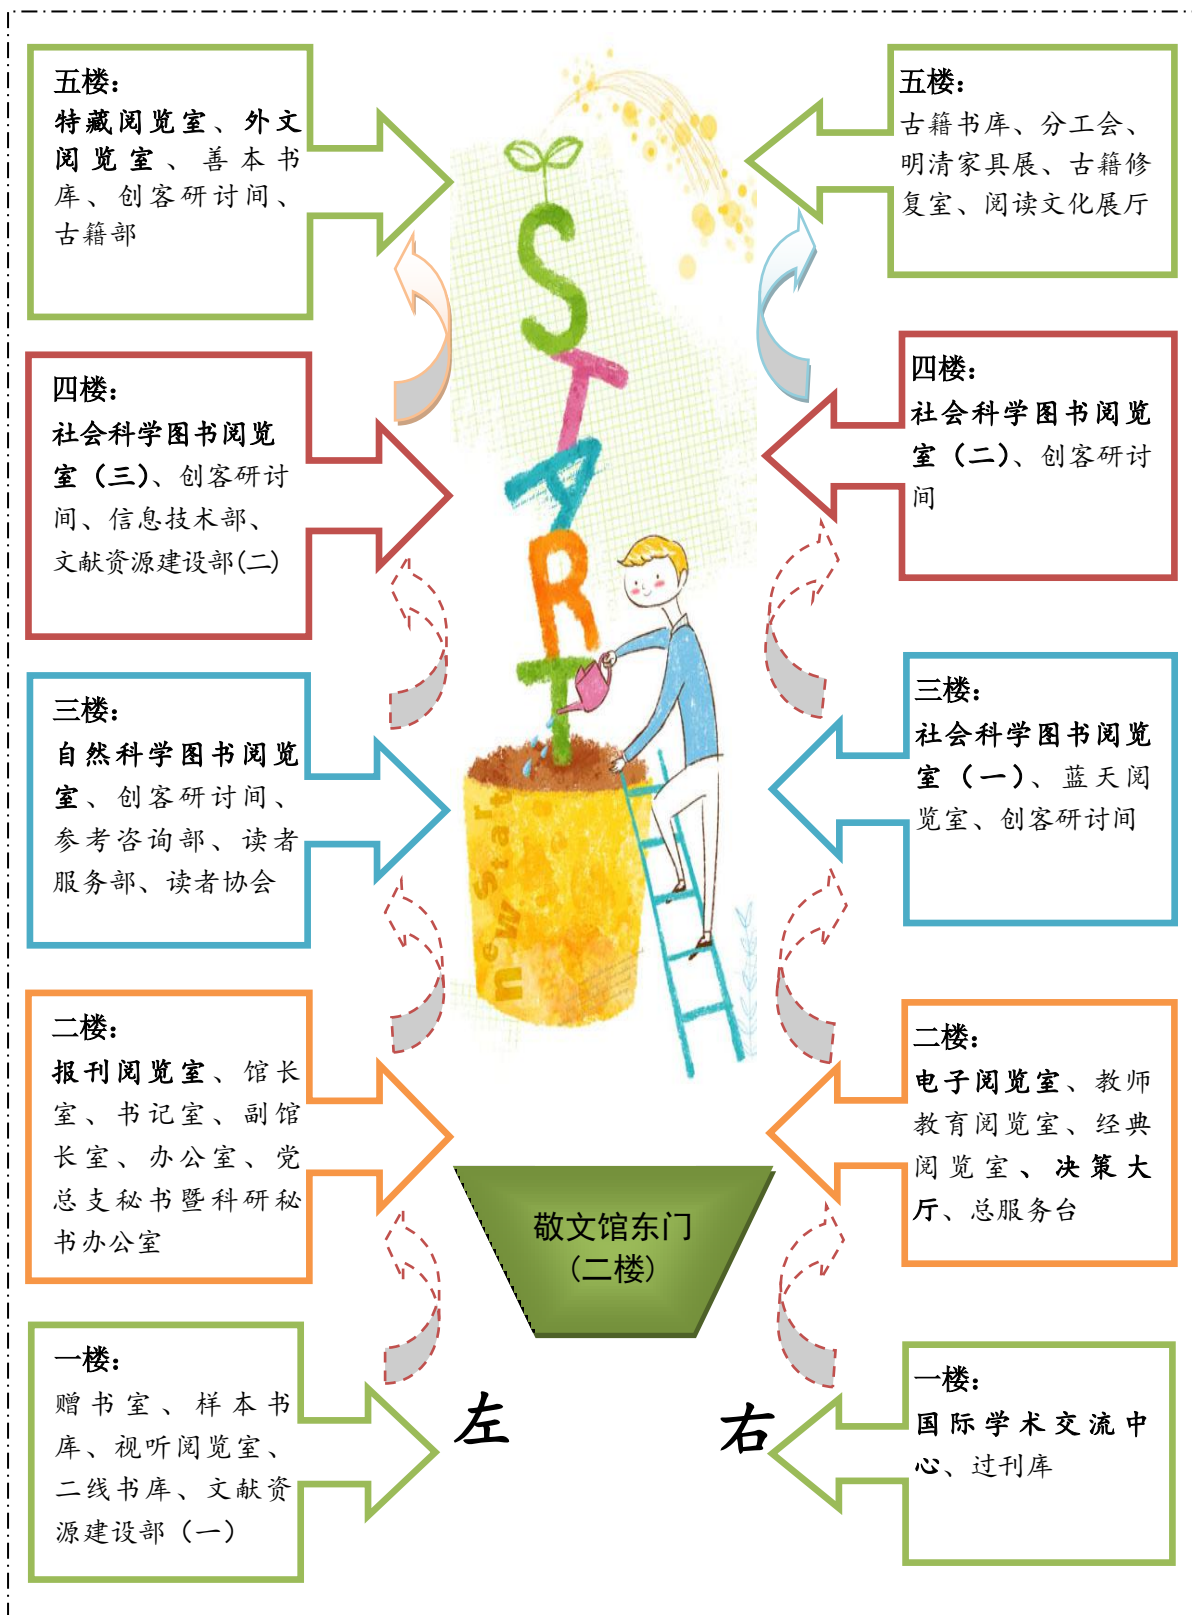 五楼：
特藏阅览室、外文
阅览室、善本书
库、创客研讨间、
古籍部
五楼：
古籍书库、分工会、
明清家具展、古籍修
复室、阅读文化展厅
START
四楼：
社会科学图书阅览
室（三）、创客研讨
间、信息技术部、
文献资源建设部(二)
四楼：
社会科学图书阅览
室（二）、创客研讨
间
三楼：
自然科学图书阅览
室、创客研讨间、
参考咨询部、读者
服务部、读者协会
三楼：
社会科学图书阅览
室（一）、蓝天阅
览室、创客研讨间
new start
二楼：
报刊阅览室、馆长
室、书记室、副馆
长室、办公室、党
总支秘书暨科研秘
书办公室
二楼：
电子阅览室、教师
教育阅览室、经典
阅览室、决策大
厅、总服务台
敬文馆东门
(二楼)
一楼：
赠书室、样本书
库、视听阅览室、
二线书库、文献资
源建设部（一）
左
右
一楼：
国际学术交流中
心、过刊库